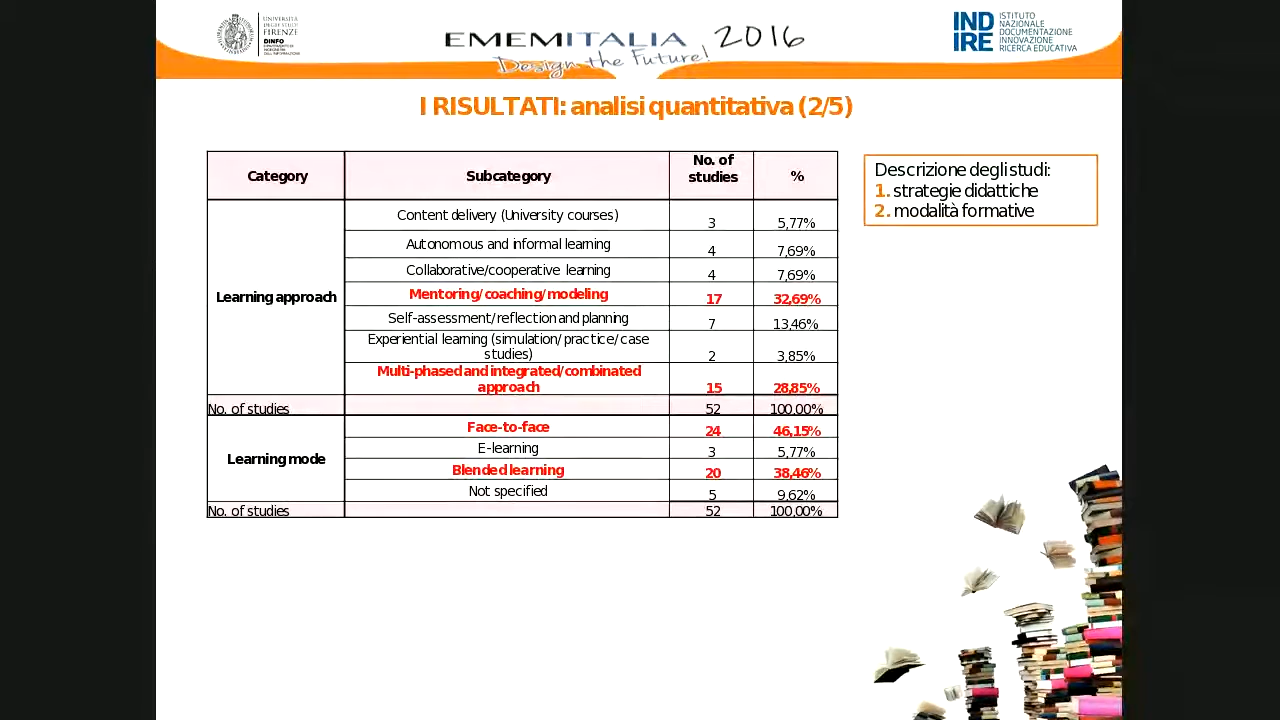 UNIVERSITÀ
DEGLI STUDI
FIRENZE
DINFO
EMEMITALIA 2016
Design the Future!
IND
IRE
ISTITUTO
NAZIONALE
DOCUMENTAZIONE
INNOVAZIONE
RICERCA EDUCATIVA
I RISULTATI: analisi quantitativa (2/5)
Category Subcategory No. of studies %
Learning approach
Content delivery (University courses) 3 5,77%
Autonomous and informal learning 4 7,69%
Collaborative/cooperative learning 4 7,69%
Mentoring/coaching/modeling 17 32,69%
Self-assessment/reflection and planning 7 13,46%
Experiential learning (simulation/practice/case
studies) 2 3,85%
Multi-phased and integrated/combined
approach 15 28,85%
No. of studies 52 100,00%
Learning mode
Face-to-face 24 46,15%
E-learning 3 5,77%
Blended learning 20 38,46%
Not specified 5 9,62%
No. of studies 52 100,00%
Descrizione degli studi:
1. strategie didattiche
2. modalità formative